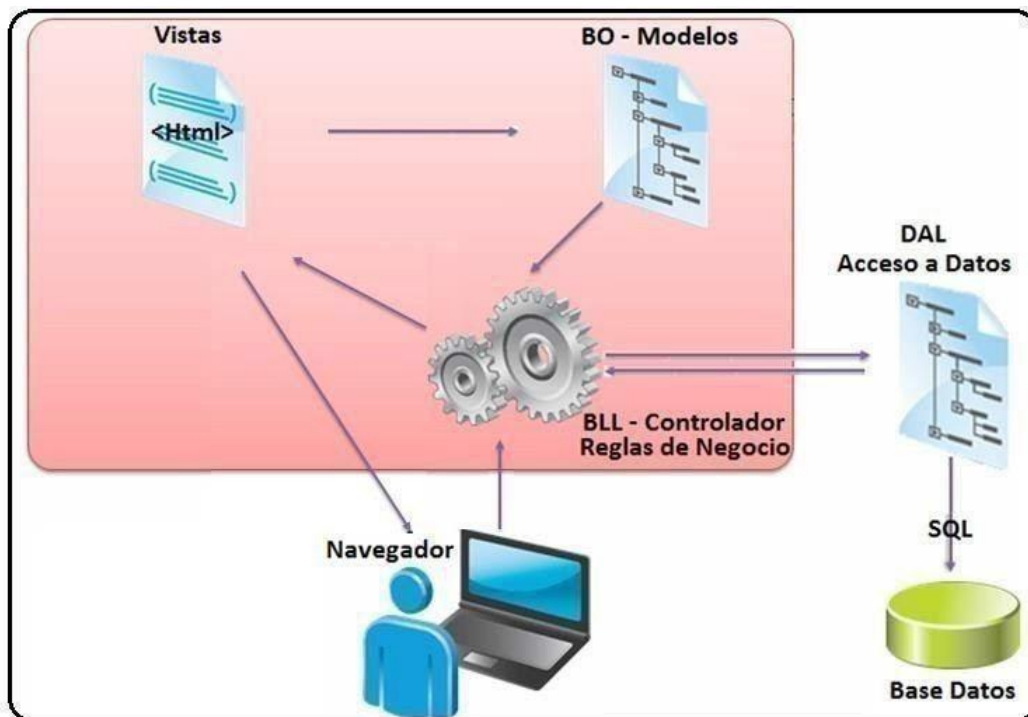 Vistas
<Html>
BO - Modelos
DAL
Acceso a Datos
BLL - Controlador
Reglas de Negocio
Navegador
SQL
Base Datos